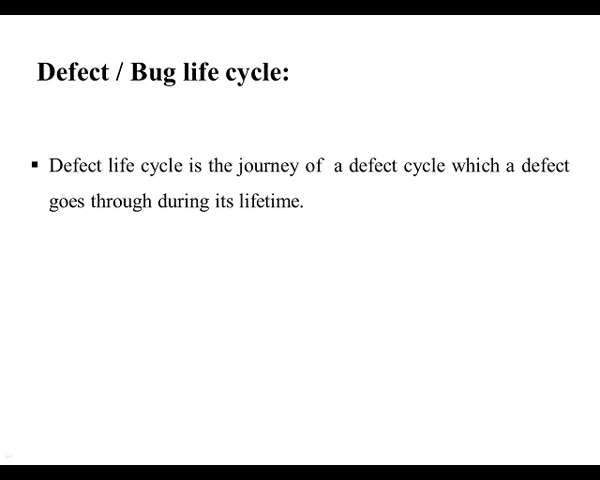 Defect / Bug life cycle:
▪ Defect life cycle is the journey of a defect cycle which a defect
goes through during its lifetime.